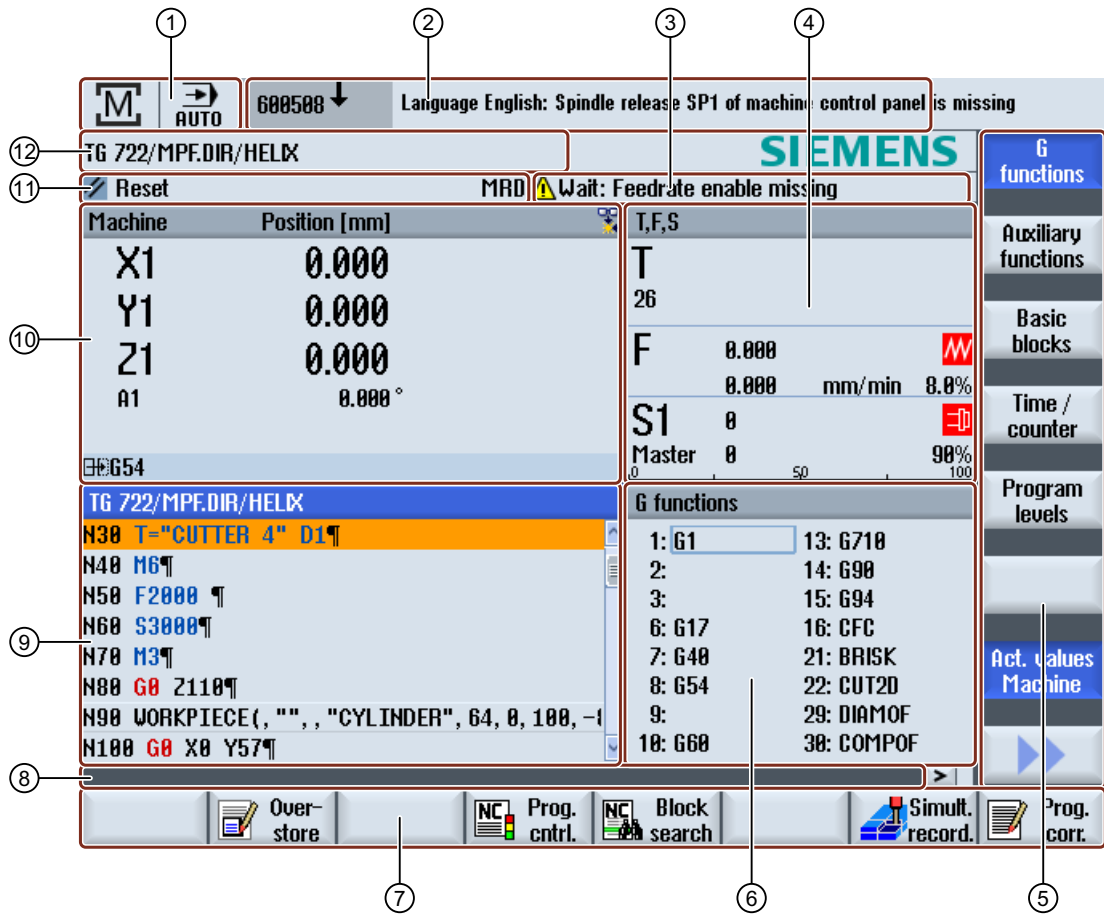 1
2
3
4
M
AUTO
600508
Language English: Spindle release SP1 of machine control panel is missing
12
TG 722/MPF.DIR/HELIX
SIEMENS
11
Reset
MRD
Wait: Feedrate enable missing
10
Machine Position [mm]
X1 0.000
Y1 0.000
Z1 0.000
A1 0.000 °
G54
T,F,S
T
26
F 0.000
0.000 mm/min 8.0%
S1 0
Master 0 90%
0 50 100
9
TG 722/MPF.DIR/HELIX
N30 T="CUTTER 4" D1¶
N40 M6¶
N50 F2000 ¶
N60 S3000¶
N70 M3¶
N80 G0 Z110¶
N90 WORKPIECE(, "", , "CYLINDER", 64, 0, 100, -
N100 G0 X0 Y57¶
G functions
1: G1 13: G710
2: 14: G90
3: 15: G94
6: G17 16: CFC
7: G40 21: BRISK
8: G54 22: CUT2D
9: 29: DIAMOF
10: G60 30: COMPOF
G
functions
Auxiliary
functions
Basic
blocks
Time /
counter
Program
levels
Act. values
Machine
8
>
Over-
store
NC
Prog.
cntrl.
NC
Block
search
Simult.
record.
Prog.
corr.
7
6
5